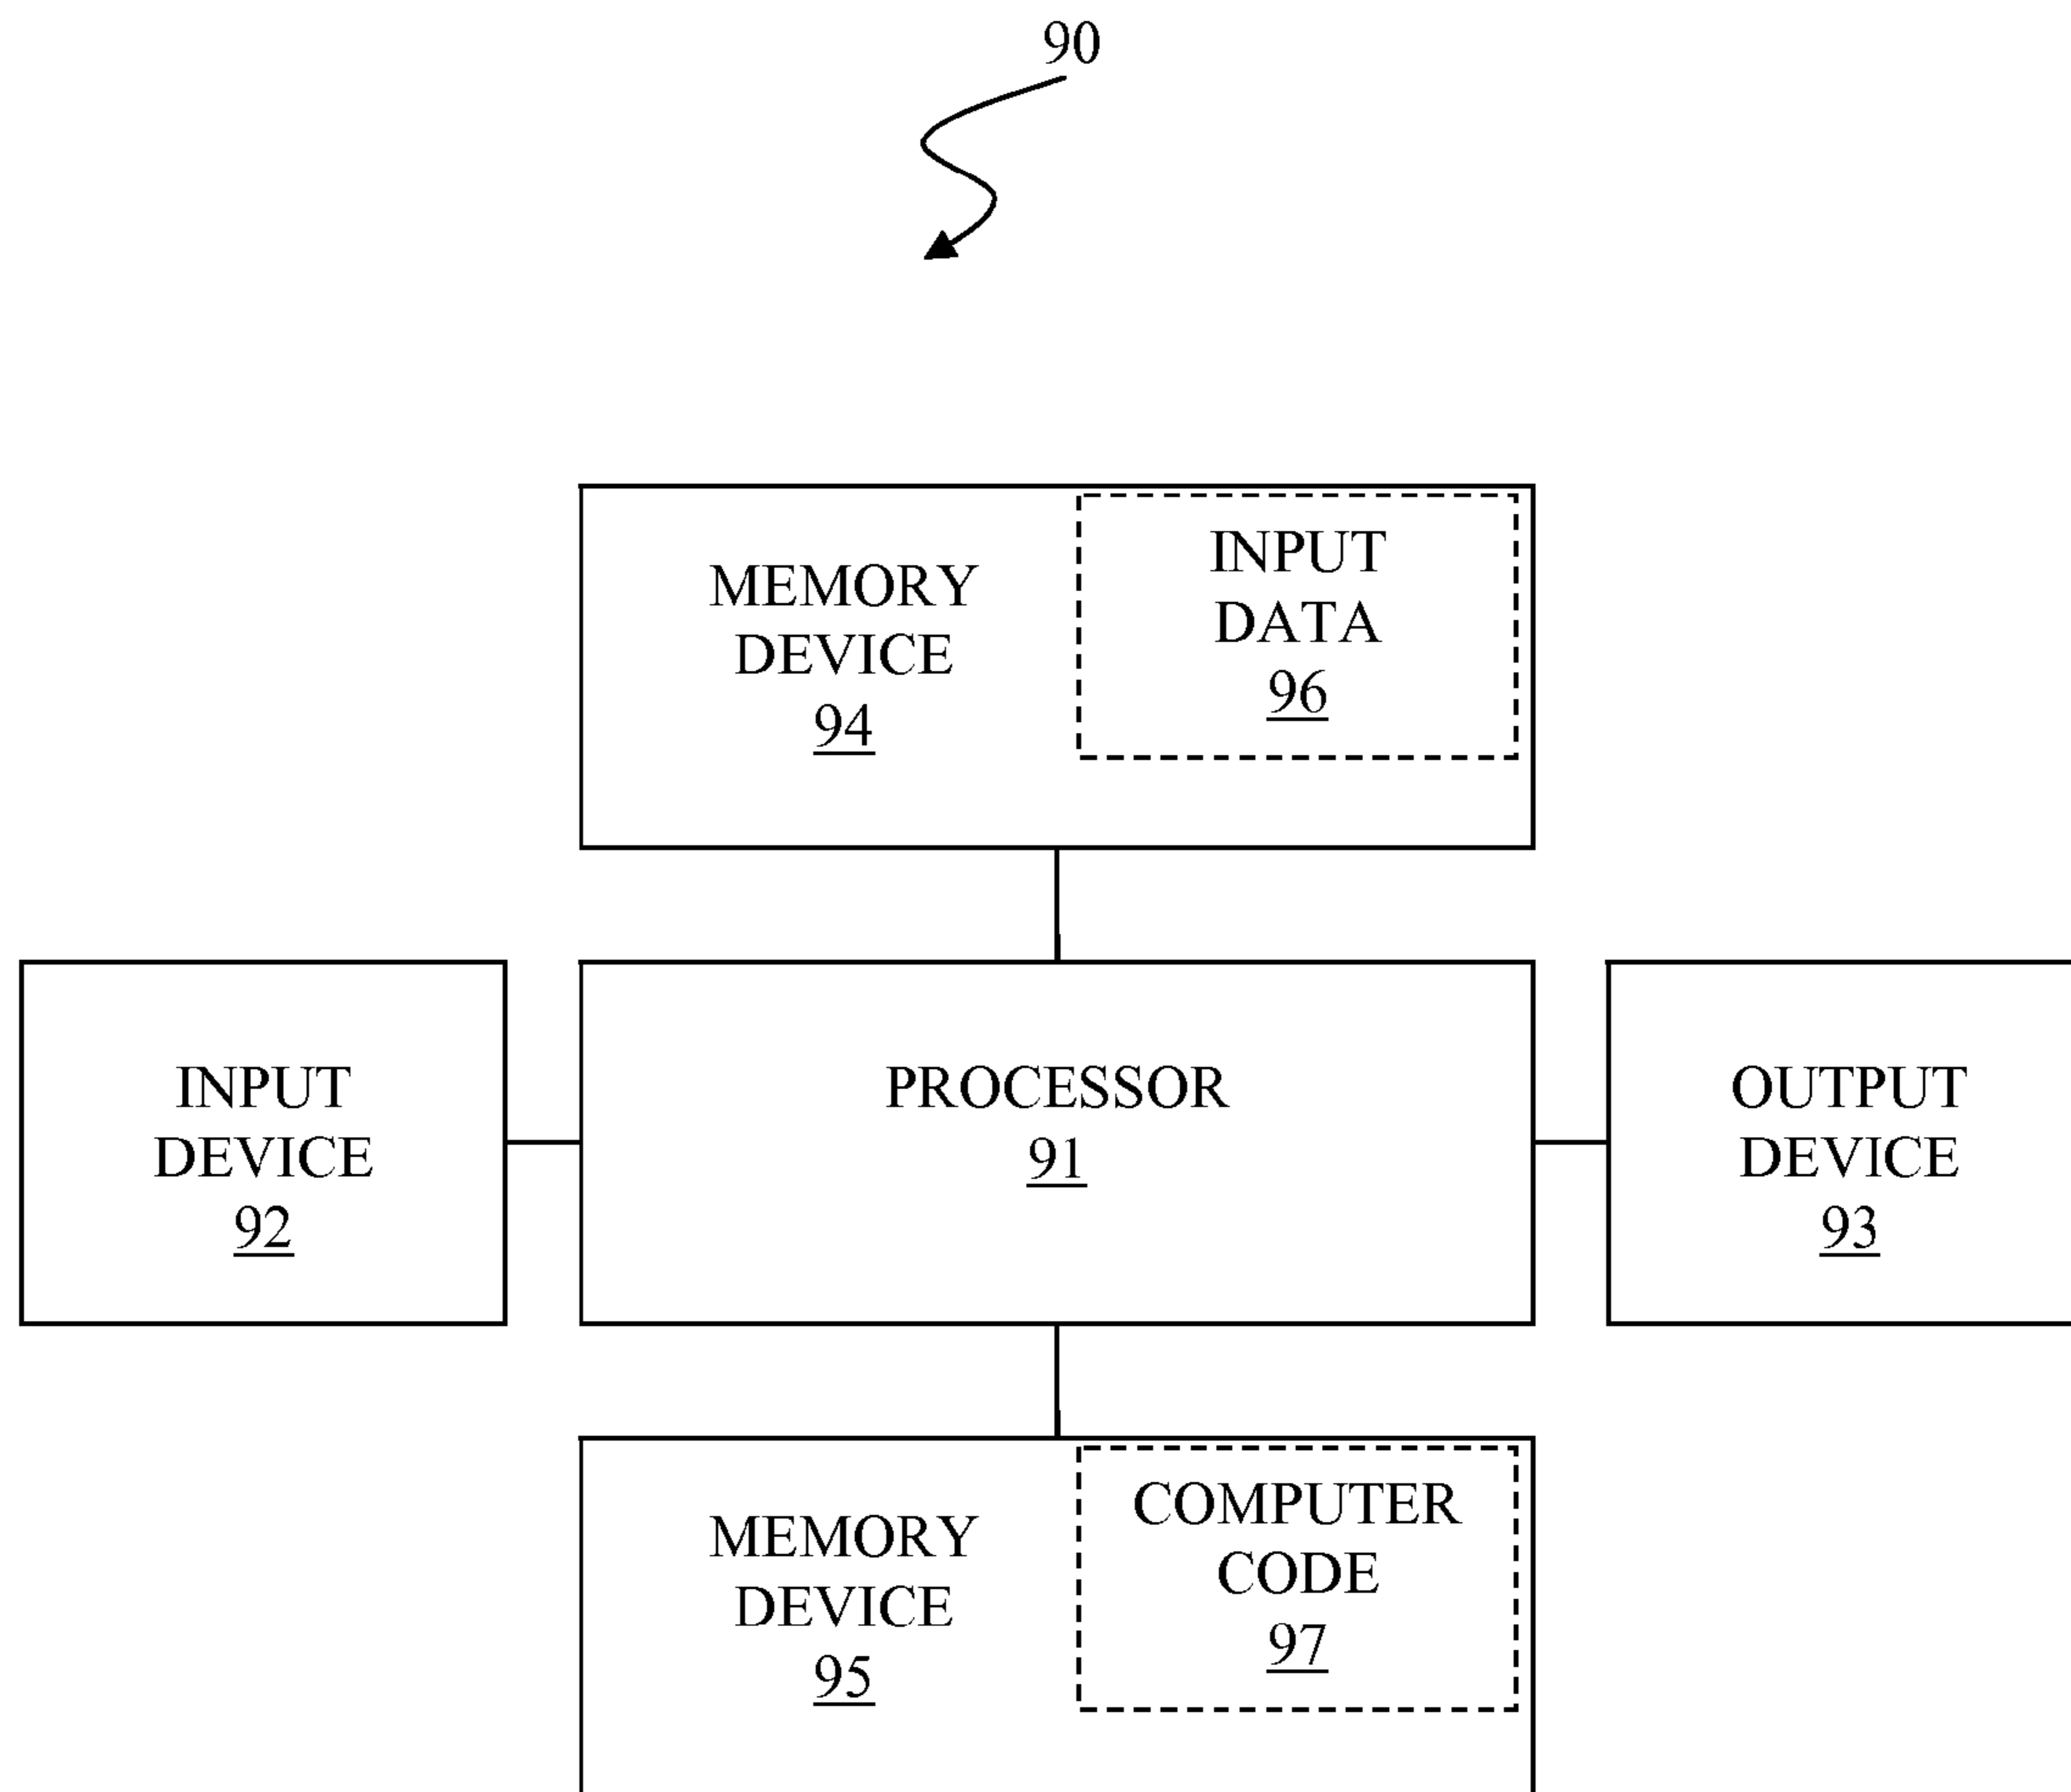 90
MEMORY
DEVICE
94
INPUT
DATA
96
INPUT
DEVICE
92
PROCESSOR
91
OUTPUT
DEVICE
93
MEMORY
DEVICE
95
COMPUTER
CODE
97